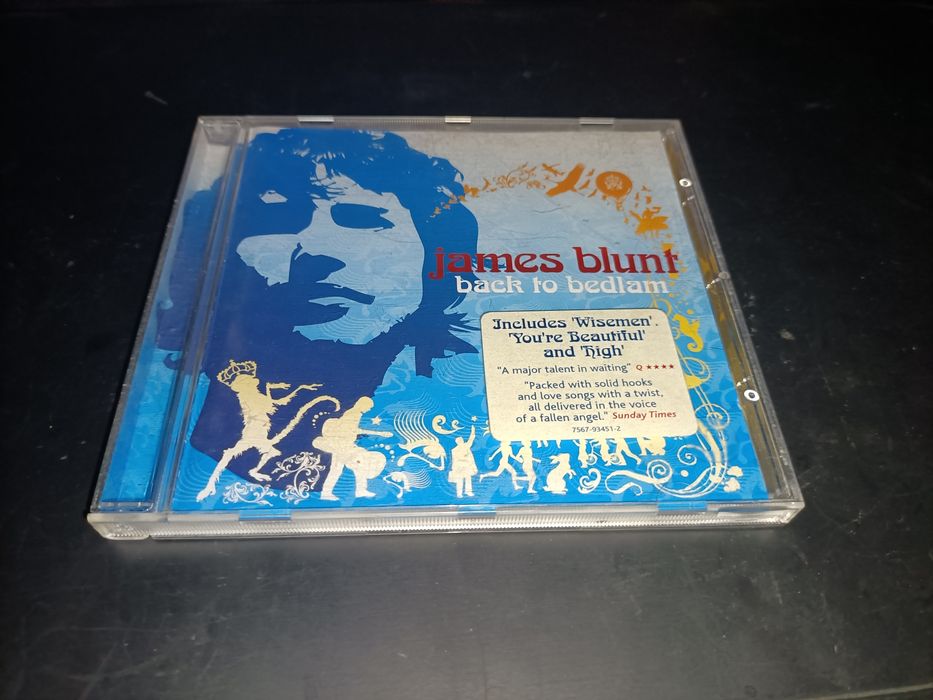 james blunt
back to bedlam
Includes 'Wisemen'.
'You're Beautiful'
and 'High'
"A major talent in waiting" Q ★★★★
"Packed with solid hooks
and love songs with a twist,
all delivered in the voice
of a fallen angel." Sunday Times
7567-93451-2